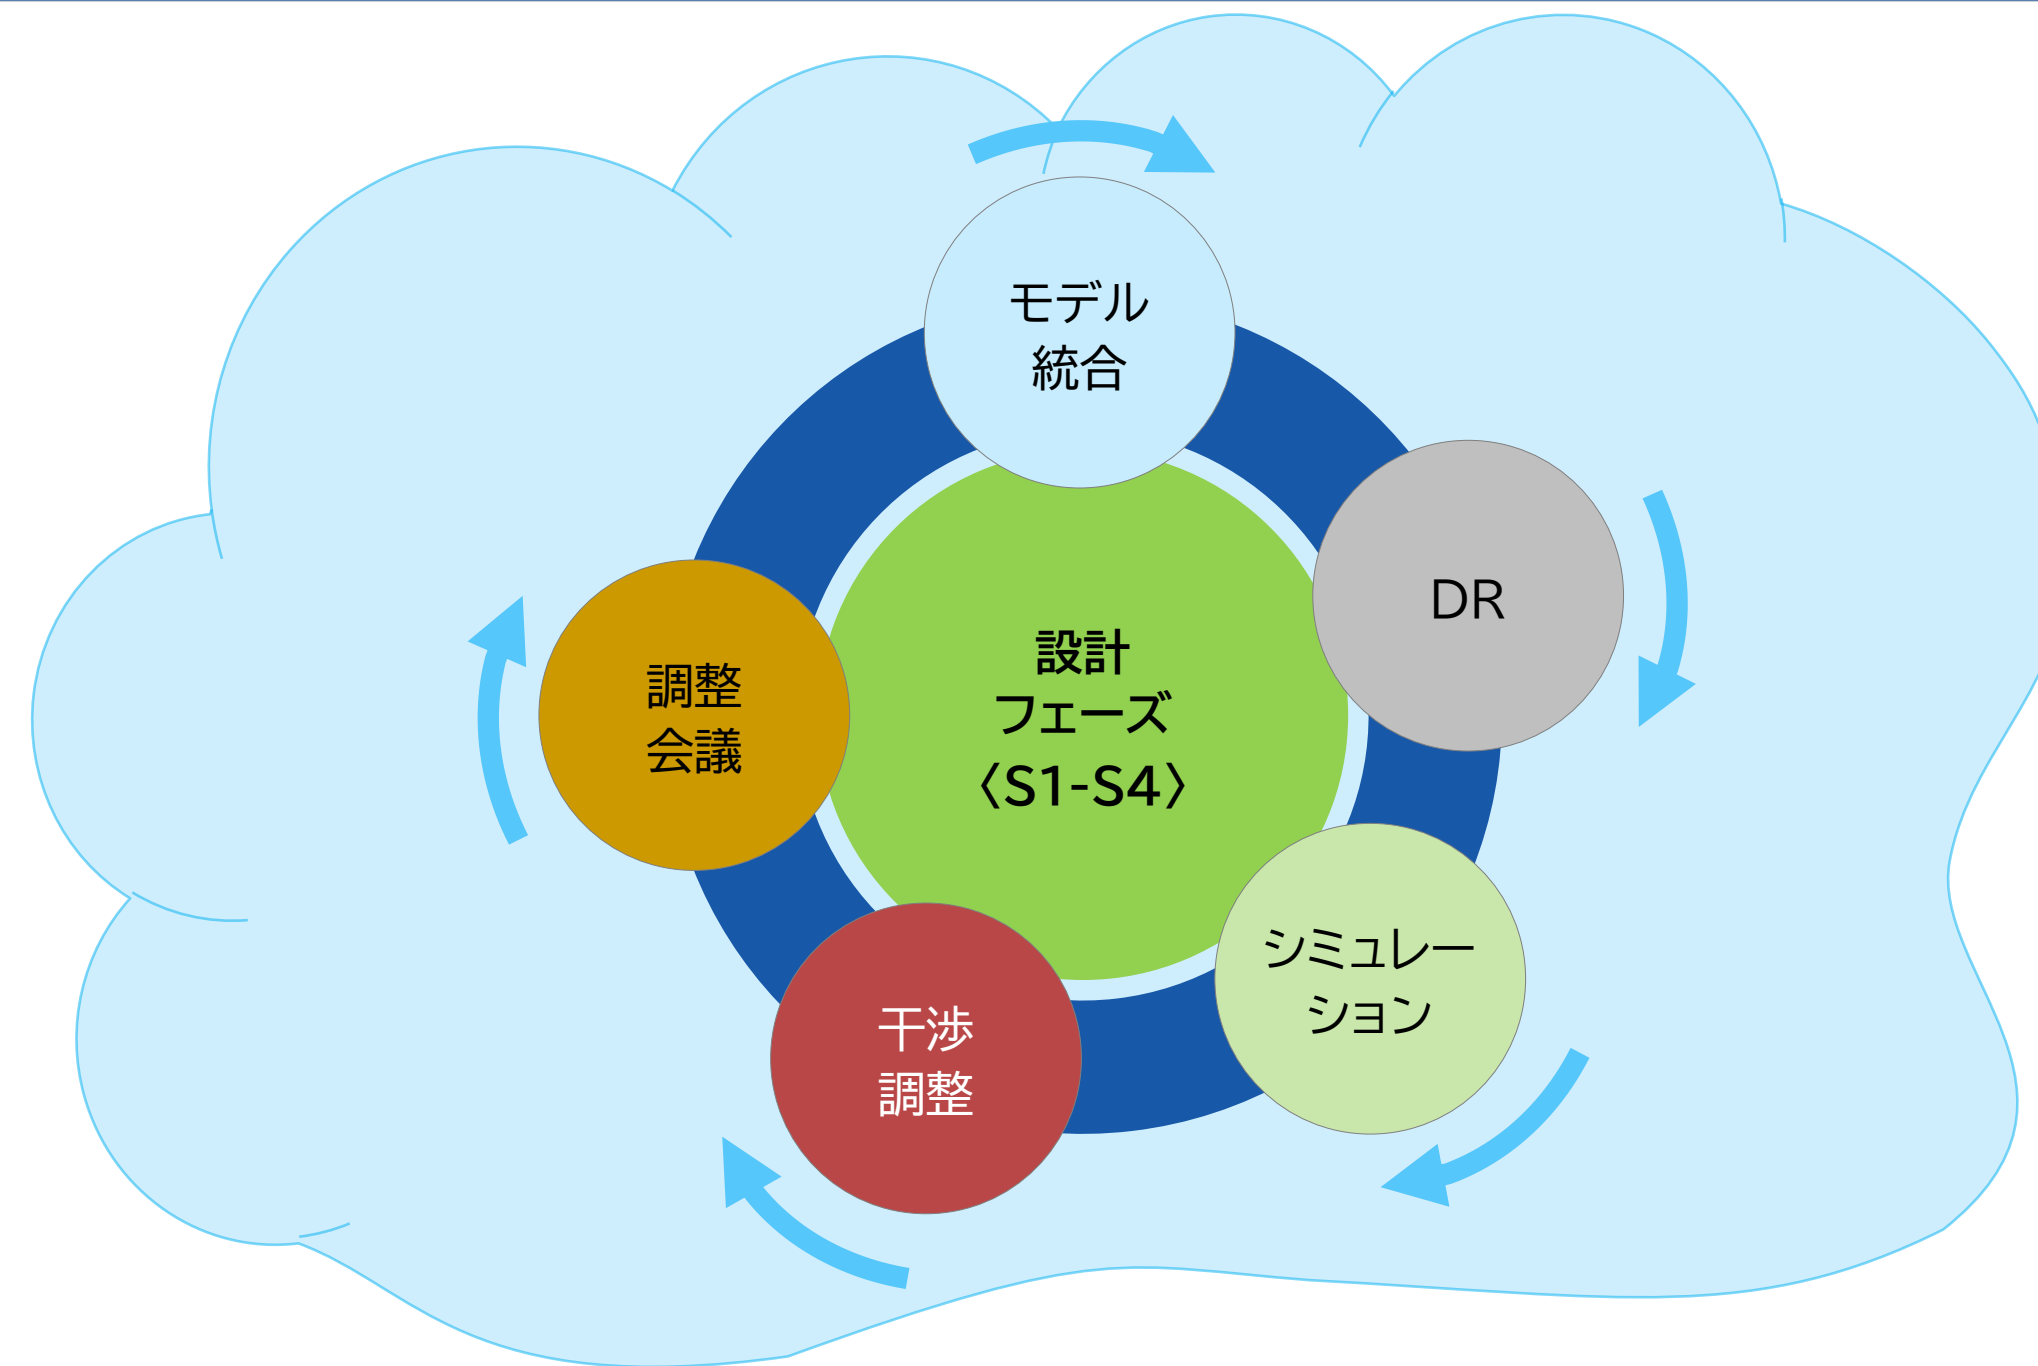 モデル
統合
DR
設計
フェーズ
〈S1-S4〉
調整
会議
シミュレー
ション
干渉
調整